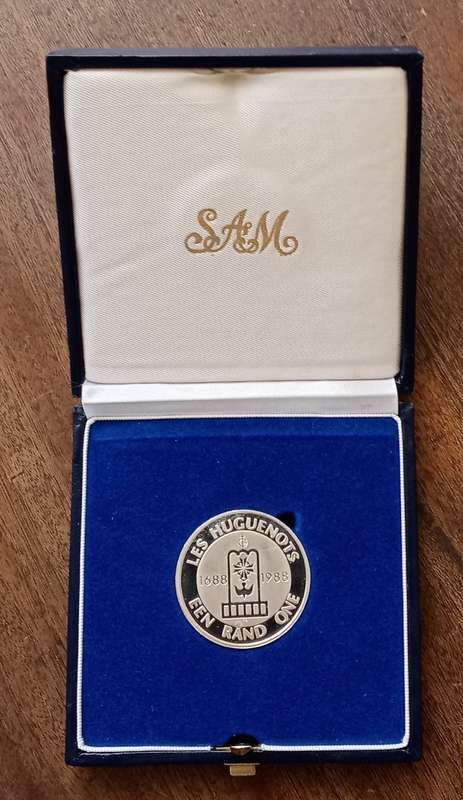 SAM
LES HUGUENOTS
1688 1988
EEN RAND ONE